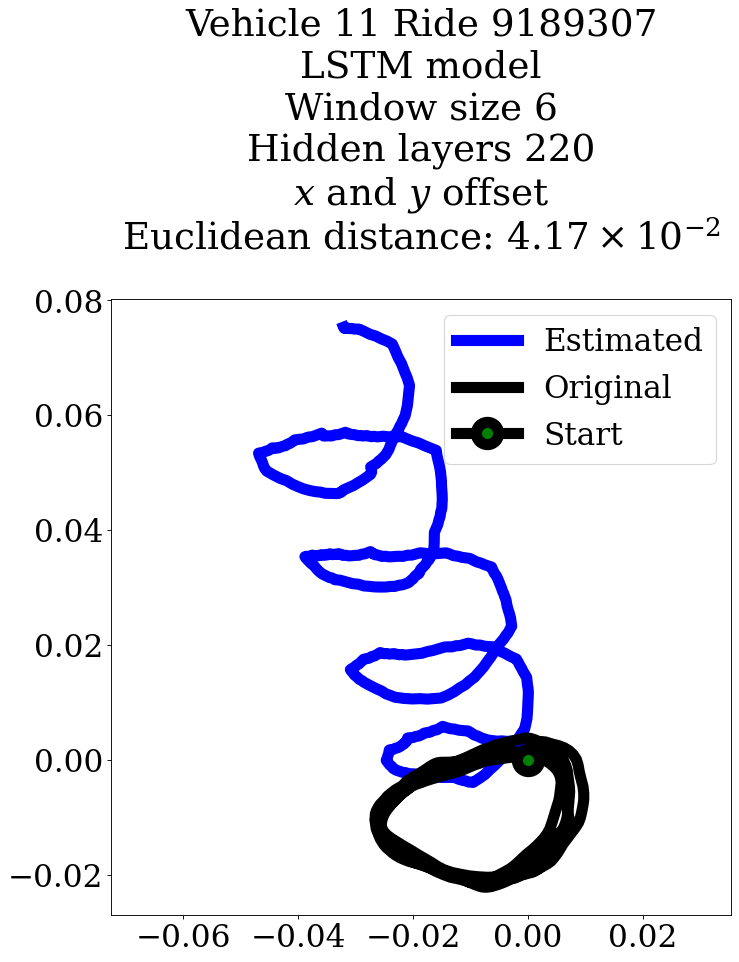 Vehicle 11 Ride 9189307
LSTM model
Window size 6
Hidden layers 220
x and y offset
Euclidean distance: 4.17 × 10⁻²
0.08
0.06
0.04
0.02
0.00
−0.02
Estimated
Original
Start
−0.06 −0.04 −0.02 0.00 0.02